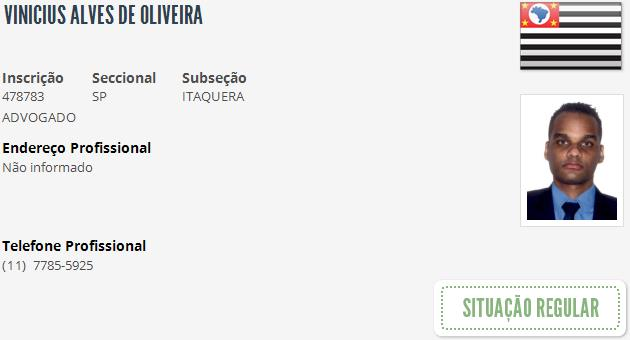 VINICIUS ALVES DE OLIVEIRA
Inscrição Seccional Subseção
478783 SP ITAQUERA
ADVOGADO
Endereço Profissional
Não informado
Telefone Profissional
(11) 7785-5925
SITUAÇÃO REGULAR